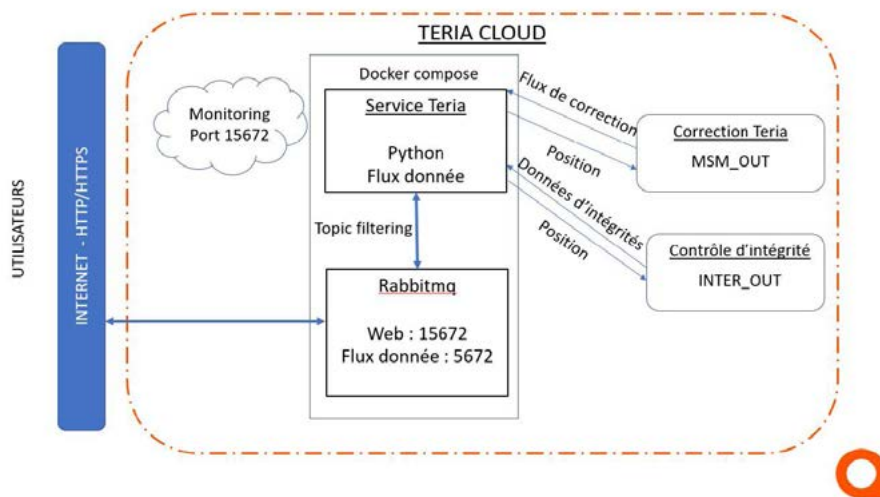 TERIA CLOUD
UTILISATEURS
INTERNET - HTTP/HTTPS
Monitoring
Port 15672
Docker compose
Service Teria
Python
Flux donnée
Topic filtering
Rabbitmq
Web : 15672
Flux donnée : 5672
Flux de correction
Position
Données d'intégrités
Position
Correction Teria
MSM_OUT
Contrôle d'intégrité
INTER_OUT